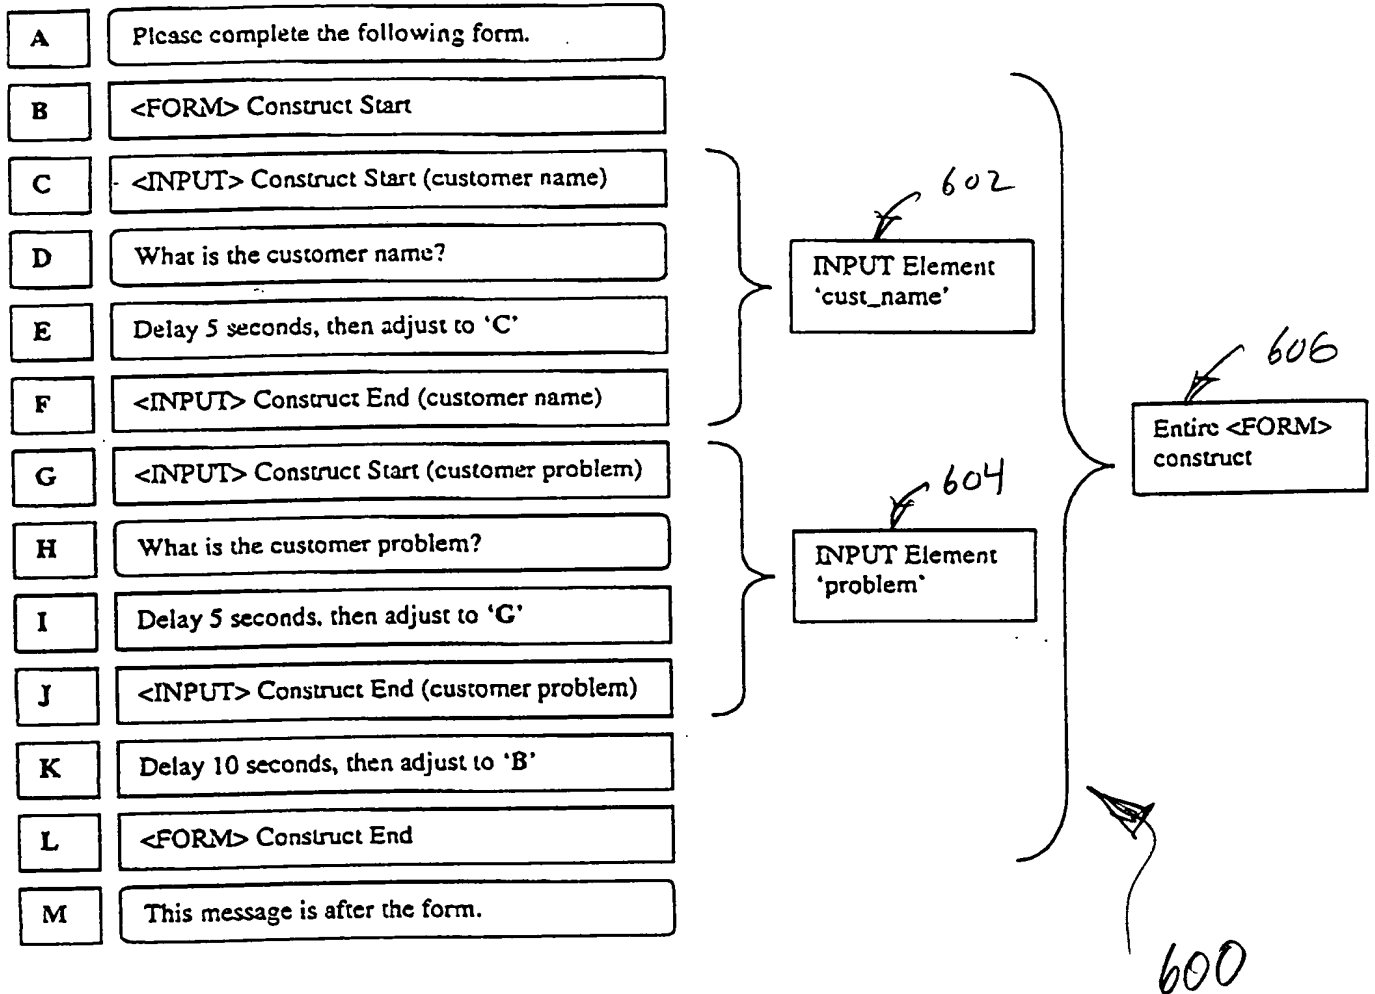 A Please complete the following form.
B <FORM> Construct Start
C <INPUT> Construct Start (customer name)
D What is the customer name?
E Delay 5 seconds, then adjust to ‘C’
F <INPUT> Construct End (customer name)
G <INPUT> Construct Start (customer problem)
H What is the customer problem?
I Delay 5 seconds, then adjust to ‘G’
J <INPUT> Construct End (customer problem)
K Delay 10 seconds, then adjust to ‘B’
L <FORM> Construct End
M This message is after the form.
602
INPUT Element
‘cust_name’
604
INPUT Element
‘problem’
606
Entire <FORM>
construct
600